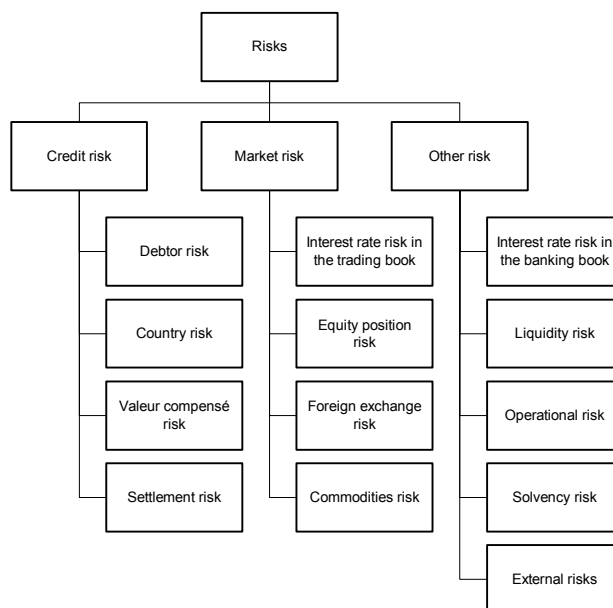 Risks
Credit risk
Market risk
Other risk
Debtor risk
Interest rate risk in
the trading book
Interest rate risk in
the banking book
Country risk
Equity position
risk
Liquidity risk
Valeur compensé
risk
Foreign exchange
risk
Operational risk
Settlement risk
Commodities risk
Solvency risk
External risks